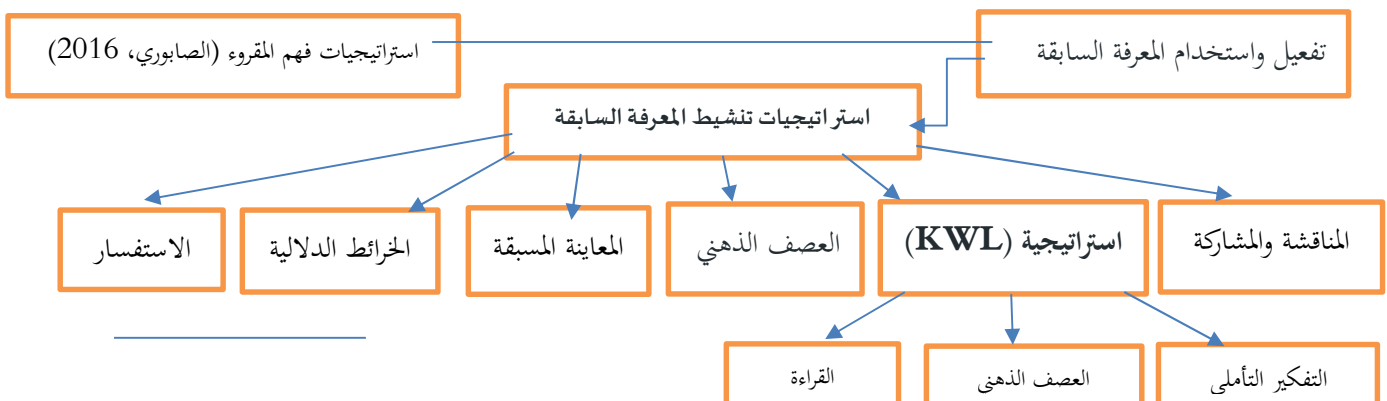 تفعيل واستخدام المعرفة السابقة
استراتيجيات فهم المقروء (الصابوري، 2016)
استراتيجيات تنشيط المعرفة السابقة
المناقشة والمشاركة
استراتيجية (KWL)
العصف الذهني
المعاينة المسبقة
الخرائط الدلالية
الاستفسار
التفكير التأملي
العصف الذهني
القراءة